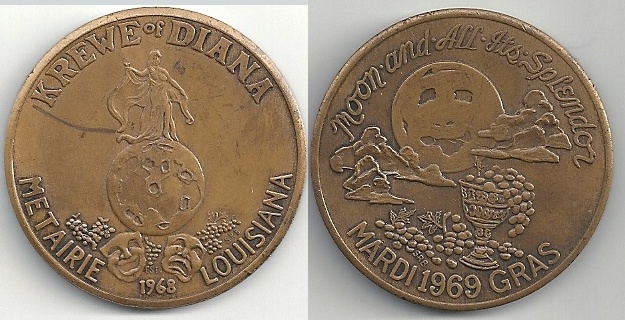 KREWE of DIANA
METAIRIE
LOUISIANA
1968
Moon and All Its Splendor
MARDI 1969 GRAS